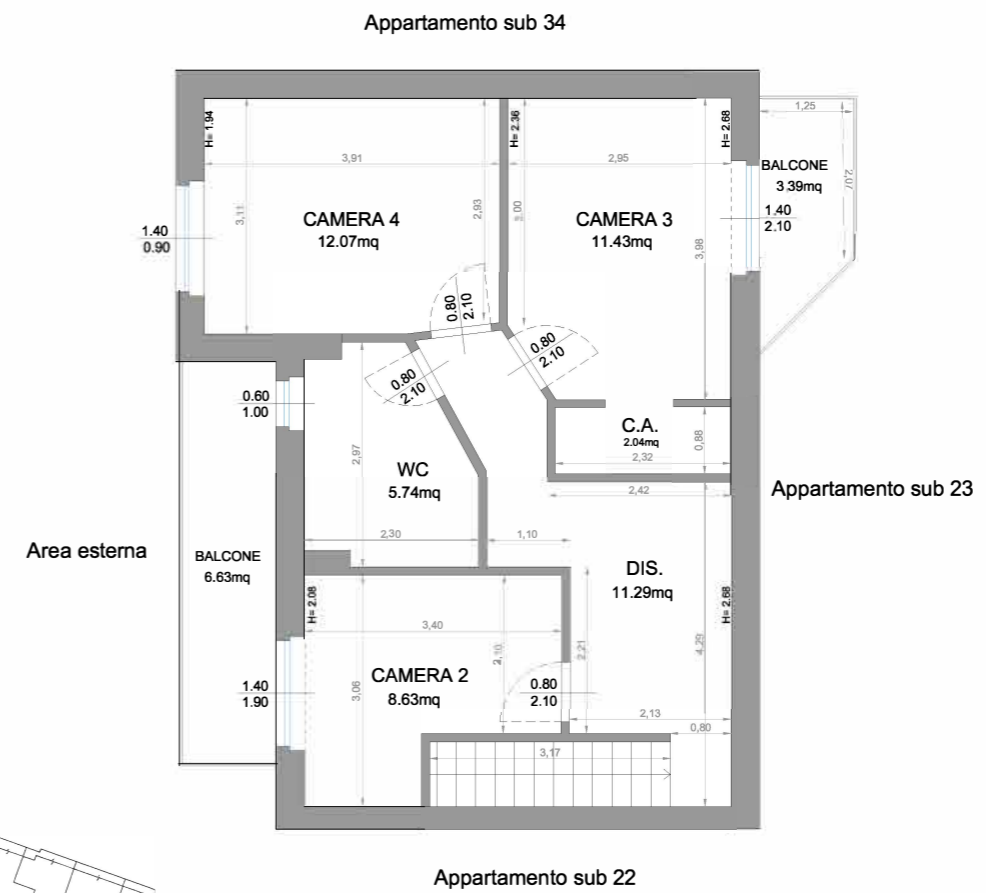 Appartamento sub 34
H= 1.94
3,11
3,91
2,93
CAMERA 4
12.07mq
1.40
0.90
H= 2.36
3,00
2,95
CAMERA 3
11.43mq
H= 2.68
3,98
1,25
2,07
BALCONE
3.39mq
1.40
2.10
0.80
2.10
0.80
2.10
0.80
2.10
0.60
1.00
2,97
WC
5.74mq
2,30
C.A.
2.04mq
2,32
0,88
2,42
Appartamento sub 23
Area esterna
BALCONE
6.63mq
1,10
DIS.
11.29mq
H= 2.68
4,29
2,21
2,13
0,80
H= 2.08
3,40
3,06
2,10
CAMERA 2
8.63mq
1.40
1.90
0.80
2.10
3,17
Appartamento sub 22